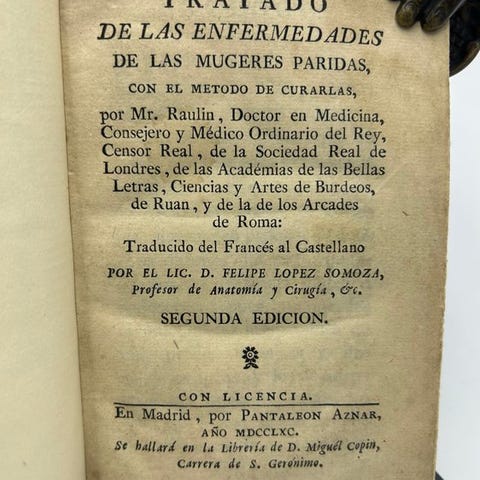 TRATADO
DE LAS ENFERMEDADES
DE LAS MUGERES PARIDAS,
CON EL METODO DE CURARLAS,
por Mr. Raulin, Doctor en Medicina,
Consejero y Médico Ordinario del Rey,
Censor Real, de la Sociedad Real de
Londres, de las Académias de las Bellas
Letras, Ciencias y Artes de Burdeos,
de Ruan, y de la de los Arcades
de Roma:
Traducido del Francés al Castellano
POR EL LIC. D. FELIPE LOPEZ SOMOZA,
Profesor de Anatomía y Cirugía, &c.
SEGUNDA EDICION.
CON LICENCIA.
En Madrid, por PANTALEON AZNAR,
AÑO MDCCLXC.
Se hallará en la Librería de D. Miguél Copin,
Carrera de S. Gerónimo.